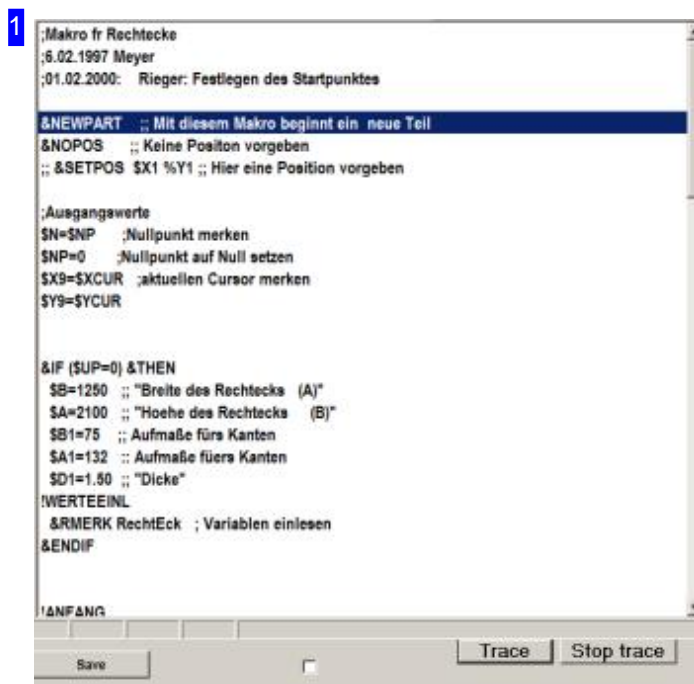 1
;Makro fr Rechtecke
;6.02.1997 Meyer
;01.02.2000: Rieger: Festlegen des Startpunktes
&NEWPART ;; Mit diesem Makro beginnt ein neue Teil
&NOPOS ;; Keine Positon vorgeben
;; &SETPOS $X1 %Y1 ;; Hier eine Position vorgeben
;Ausgangswerte
$N=$NP ;Nullpunkt merken
$NP=0 ;Nullpunkt auf Null setzen
$X9=$XCUR ;aktuellen Cursor merken
$Y9=$YCUR
&IF ($UP=0) &THEN
$B=1250 ;; "Breite des Rechtecks (A)"
$A=2100 ;; "Hoehe des Rechtecks (B)"
$B1=75 ;; Aufmaße fürs Kanten
$A1=132 :: Aufmaße füers Kanten
$D1=1.50 ;; "Dicke"
!WERTEEINL
&RMERK RechtEck ; Variablen einlesen
&ENDIF
!ANFANG
Save
Trace
Stop trace